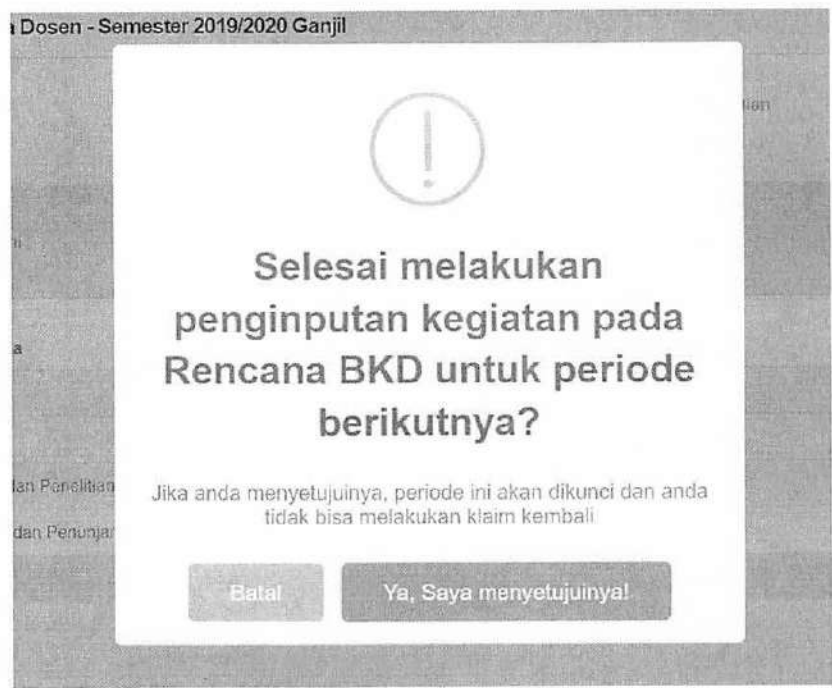 a Dosen - Semester 2019/2020 Ganjil
Selesai melakukan
penginputan kegiatan pada
Rencana BKD untuk periode
berikutnya?
a
dan Penelitian
Jika anda menyetujuinya, periode ini akan dikunci dan anda
tidak bisa melakukan klaim kembali
dan Penunja
Batal
Ya, Saya menyetujuinya!